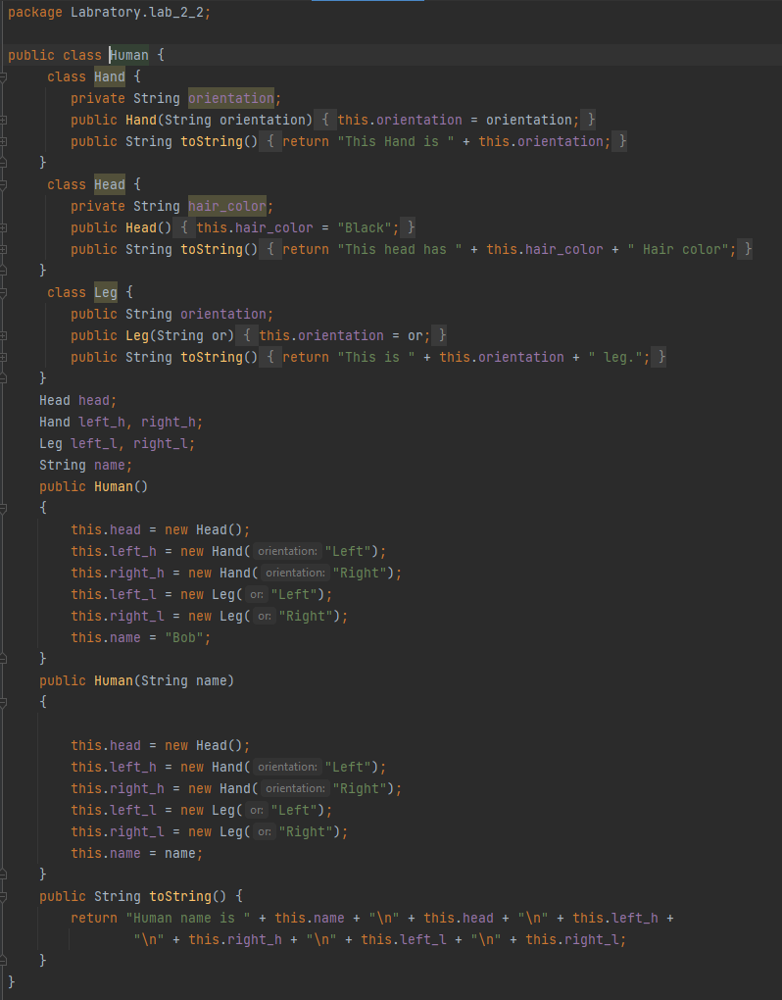 package Labratory.lab_2_2;
public class Human {
class Hand {
private String orientation;
public Hand(String orientation) { this.orientation = orientation; }
public String toString() { return "This Hand is " + this.orientation; }
}
class Head {
private String hair_color;
public Head() { this.hair_color = "Black"; }
public String toString() { return "This head has " + this.hair_color + " Hair color"; }
}
class Leg {
public String orientation;
public Leg(String or) { this.orientation = or; }
public String toString() { return "This is " + this.orientation + " leg."; }
}
Head head;
Hand left_h, right_h;
Leg left_l, right_l;
String name;
public Human()
{
this.head = new Head();
this.left_h = new Hand( orientation: "Left");
this.right_h = new Hand( orientation: "Right");
this.left_l = new Leg( or: "Left");
this.right_l = new Leg( or: "Right");
this.name = "Bob";
}
public Human(String name)
{
this.head = new Head();
this.left_h = new Hand( orientation: "Left");
this.right_h = new Hand( orientation: "Right");
this.left_l = new Leg( or: "Left");
this.right_l = new Leg( or: "Right");
this.name = name;
}
public String toString() {
return "Human name is " + this.name + "\n" + this.head + "\n" + this.left_h +
"\n" + this.right_h + "\n" + this.left_l + "\n" + this.right_l;
}
}